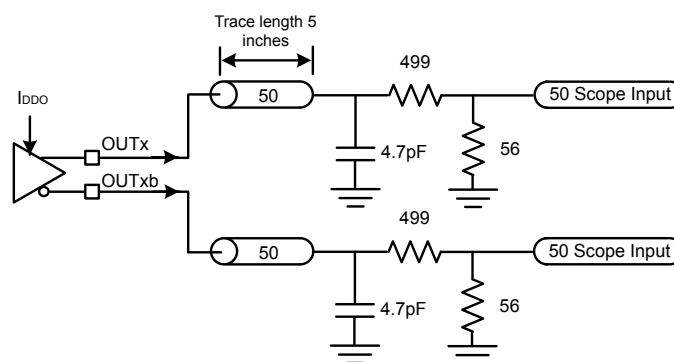 Trace length 5
inches
499
IDDO
50
50 Scope Input
OUTx
4.7pF
56
OUTxb
499
50
50 Scope Input
4.7pF
56